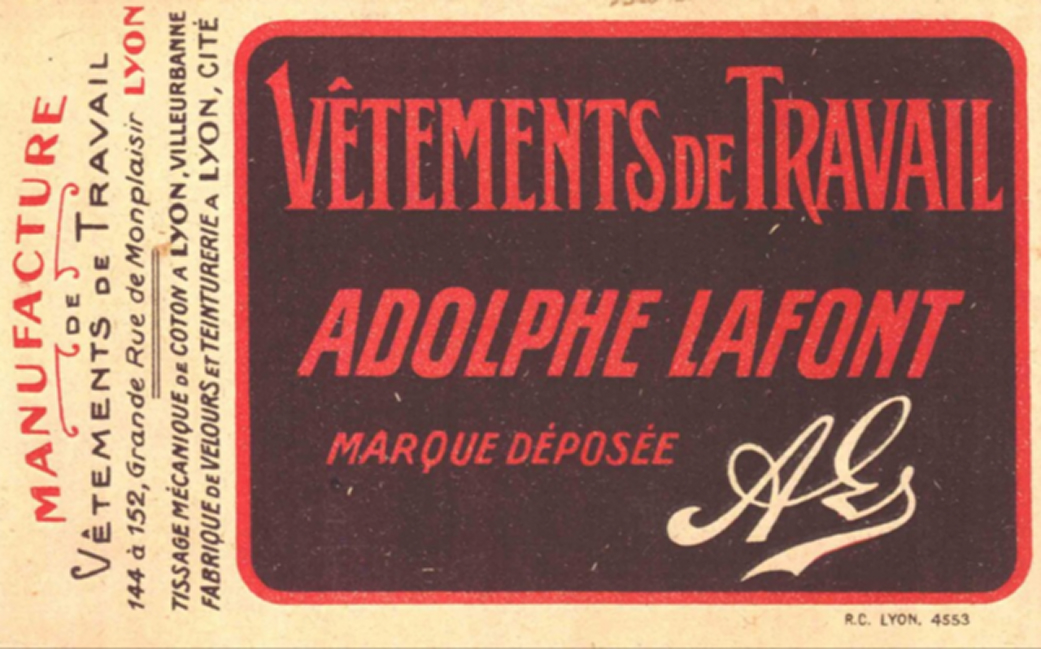 MANUFACTURE
DE
VÊTEMENTS DE TRAVAIL
144 à 152, Grande Rue de Monplaisir LYON
TISSAGE MÉCANIQUE DE COTON A LYON, VILLEURBANNE
FABRIQUE DE VELOURS ET TEINTURERIE A LYON, CITÉ
VÊTEMENTS DE TRAVAIL
ADOLPHE LAFONT
MARQUE DÉPOSÉE
R.C. LYON. 4553